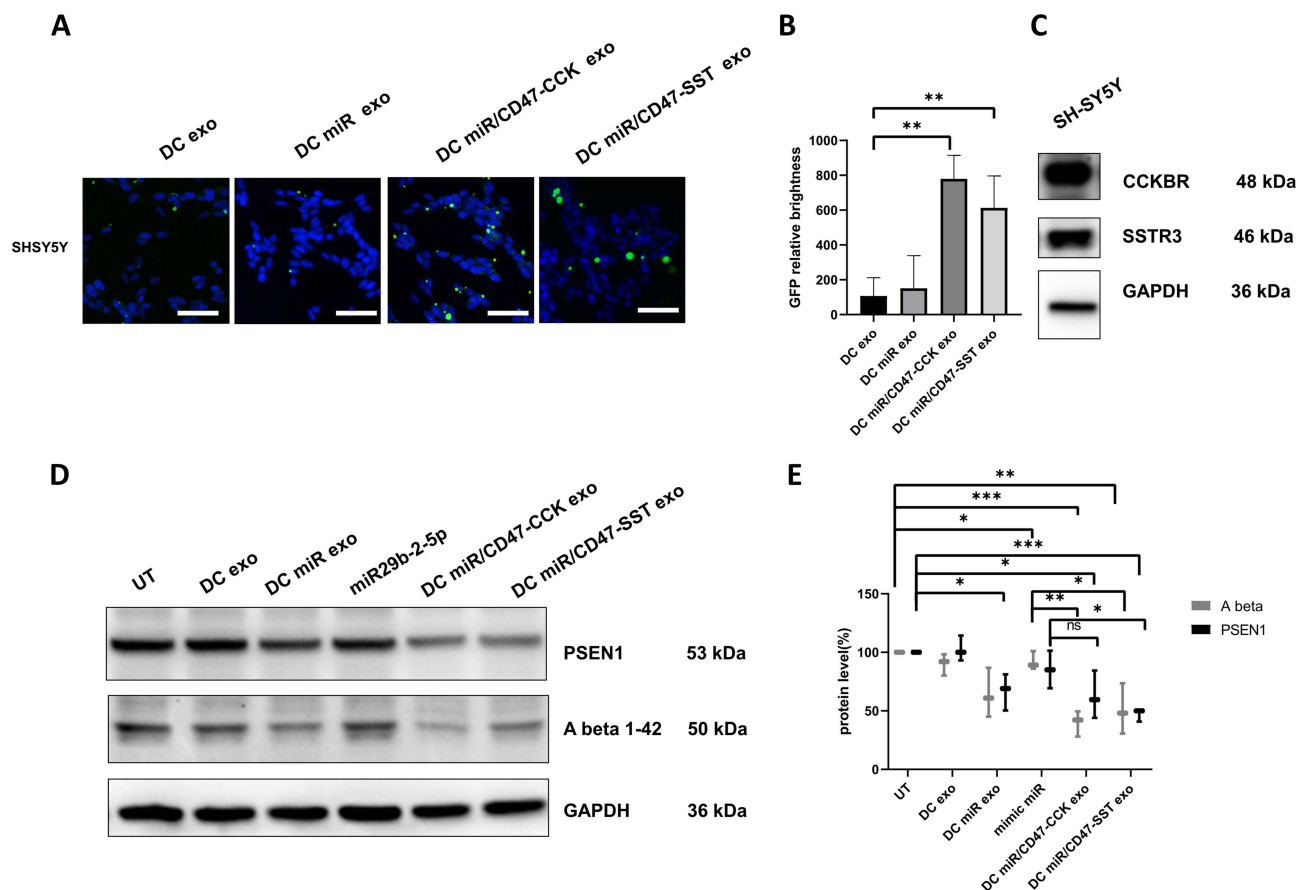 A
DC exo
DC miR exo
DC miR/CD47-CCK exo
DC miR/CD47-SST exo
SHSY5Y
B
**
**
1000
800
600
400
200
0
GFP relative brightness
DC exo
DC miR exo
DC miR/CD47-CCK exo
DC miR/CD47-SST exo
C
SH-SY5Y
CCKBR 48 kDa
SSTR3 46 kDa
GAPDH 36 kDa
D
UT
DC exo
DC miR exo
miR29b-2-5p
DC miR/CD47-CCK exo
DC miR/CD47-SST exo
PSEN1 53 kDa
A beta 1-42 50 kDa
GAPDH 36 kDa
E
**
***
*
***
*
* *
** *
ns
150
100
50
0
protein level(%)
A beta
PSEN1
UT
DC exo
DC miR exo
mimic miR
DC miR/CD47-CCK exo
DC miR/CD47-SST exo